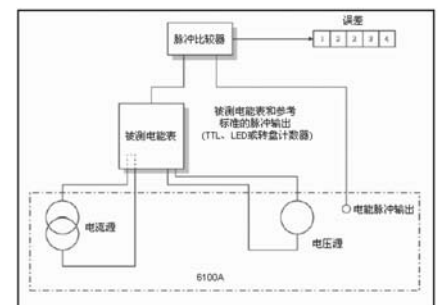 误差
脉冲比较器
1 2 2 3 4
被测电能表和参考
标准的脉冲输出
(TTL、LED或转盘计数器)
被测电能表
电能脉冲输出
电流源
电压源
6100A